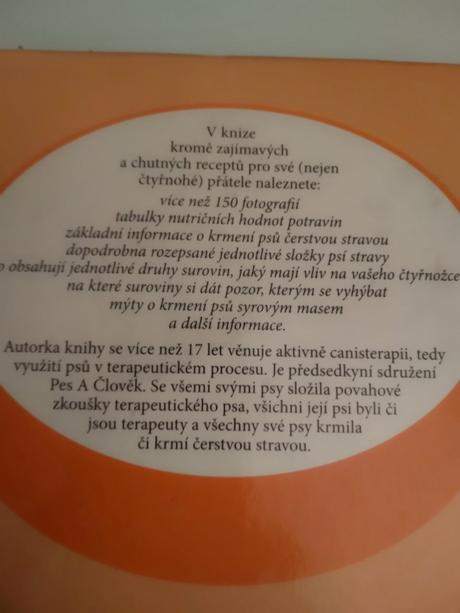 V knize
kromě zajímavých
a chutných receptů pro své (nejen
čtyřnohé) přátele naleznete:
více než 150 fotografií
tabulky nutričních hodnot potravin
základní informace o krmení psů čerstvou stravou
dopodrobna rozepsané jednotlivé složky psí stravy
o obsahují jednotlivé druhy surovin, jaký mají vliv na vašeho čtyřnožce
na které suroviny si dát pozor, kterým se vyhýbat
mýty o krmení psů syrovým masem
a další informace.
Autorka knihy se více než 17 let věnuje aktivně canisterapii, tedy
využití psů v terapeutickém procesu. Je předsedkyní sdružení
Pes A Člověk. Se všemi svými psy složila povahové
zkoušky terapeutického psa, všichni její psi byli či
jsou terapeuty a všechny své psy krmila
či krmí čerstvou stravou.